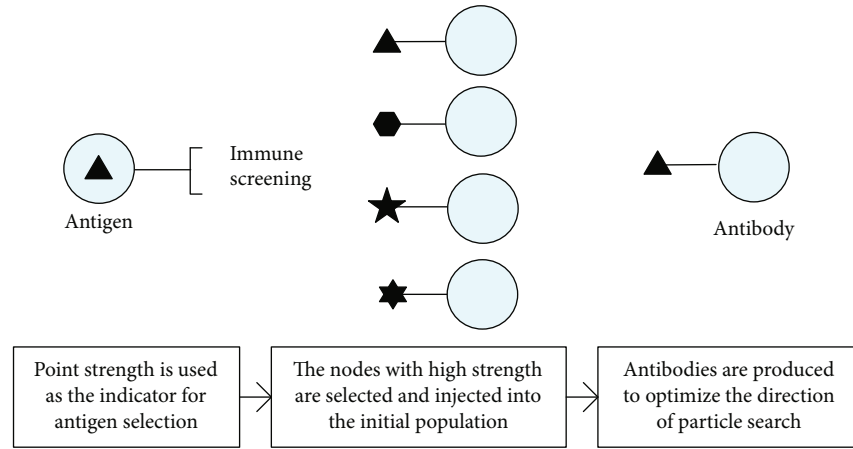 Immune
screening
Antigen
Antibody
Point strength is used
as the indicator for
antigen selection
The nodes with high strength
are selected and injected into
the initial population
Antibodies are produced
to optimize the direction
of particle search